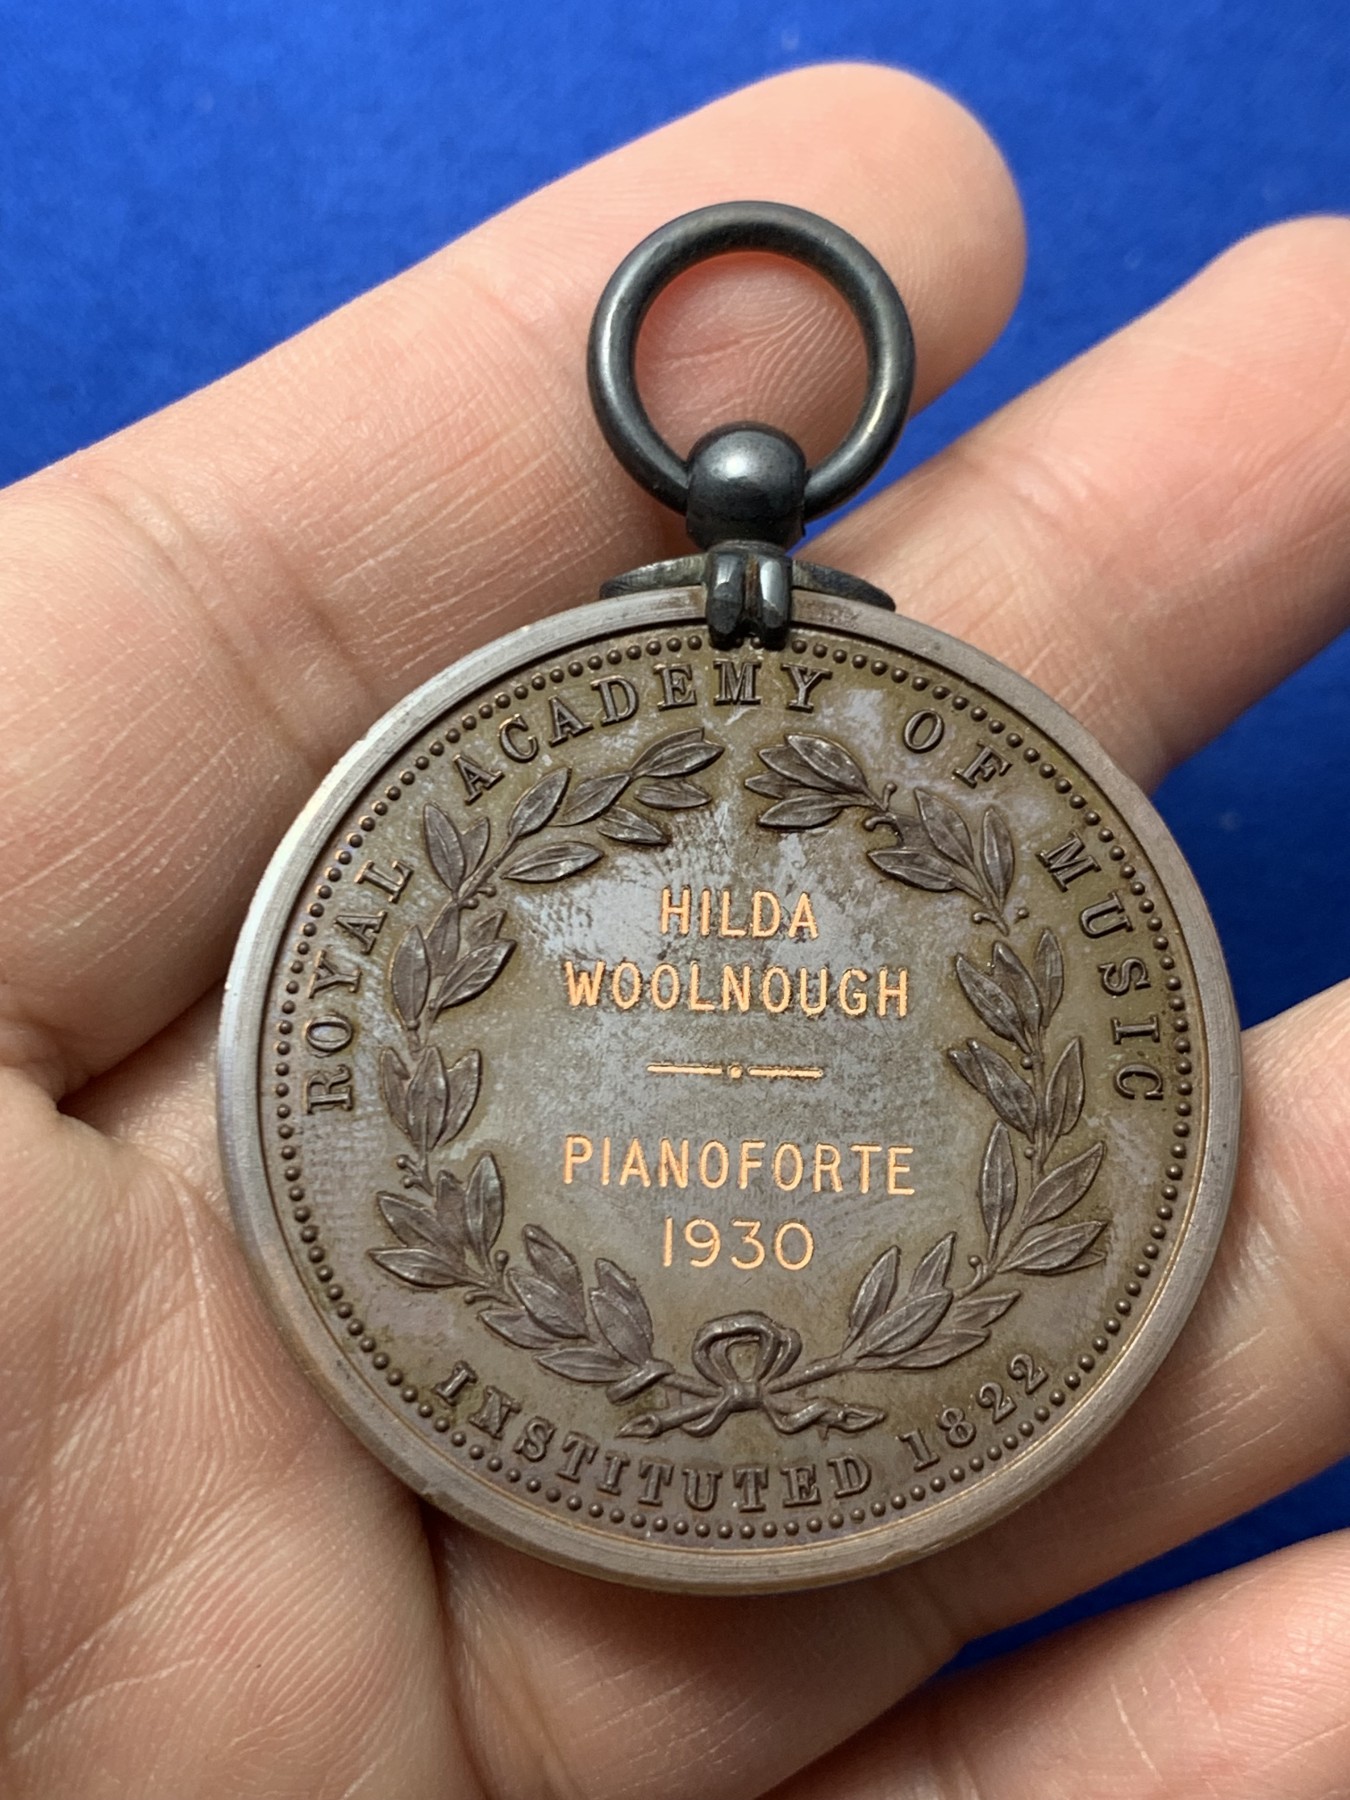 ROYAL ACADEMY OF MUSIC
HILDA
WOOLNOUGH
PIANOFORTE
1930
INSTITUTED 1822